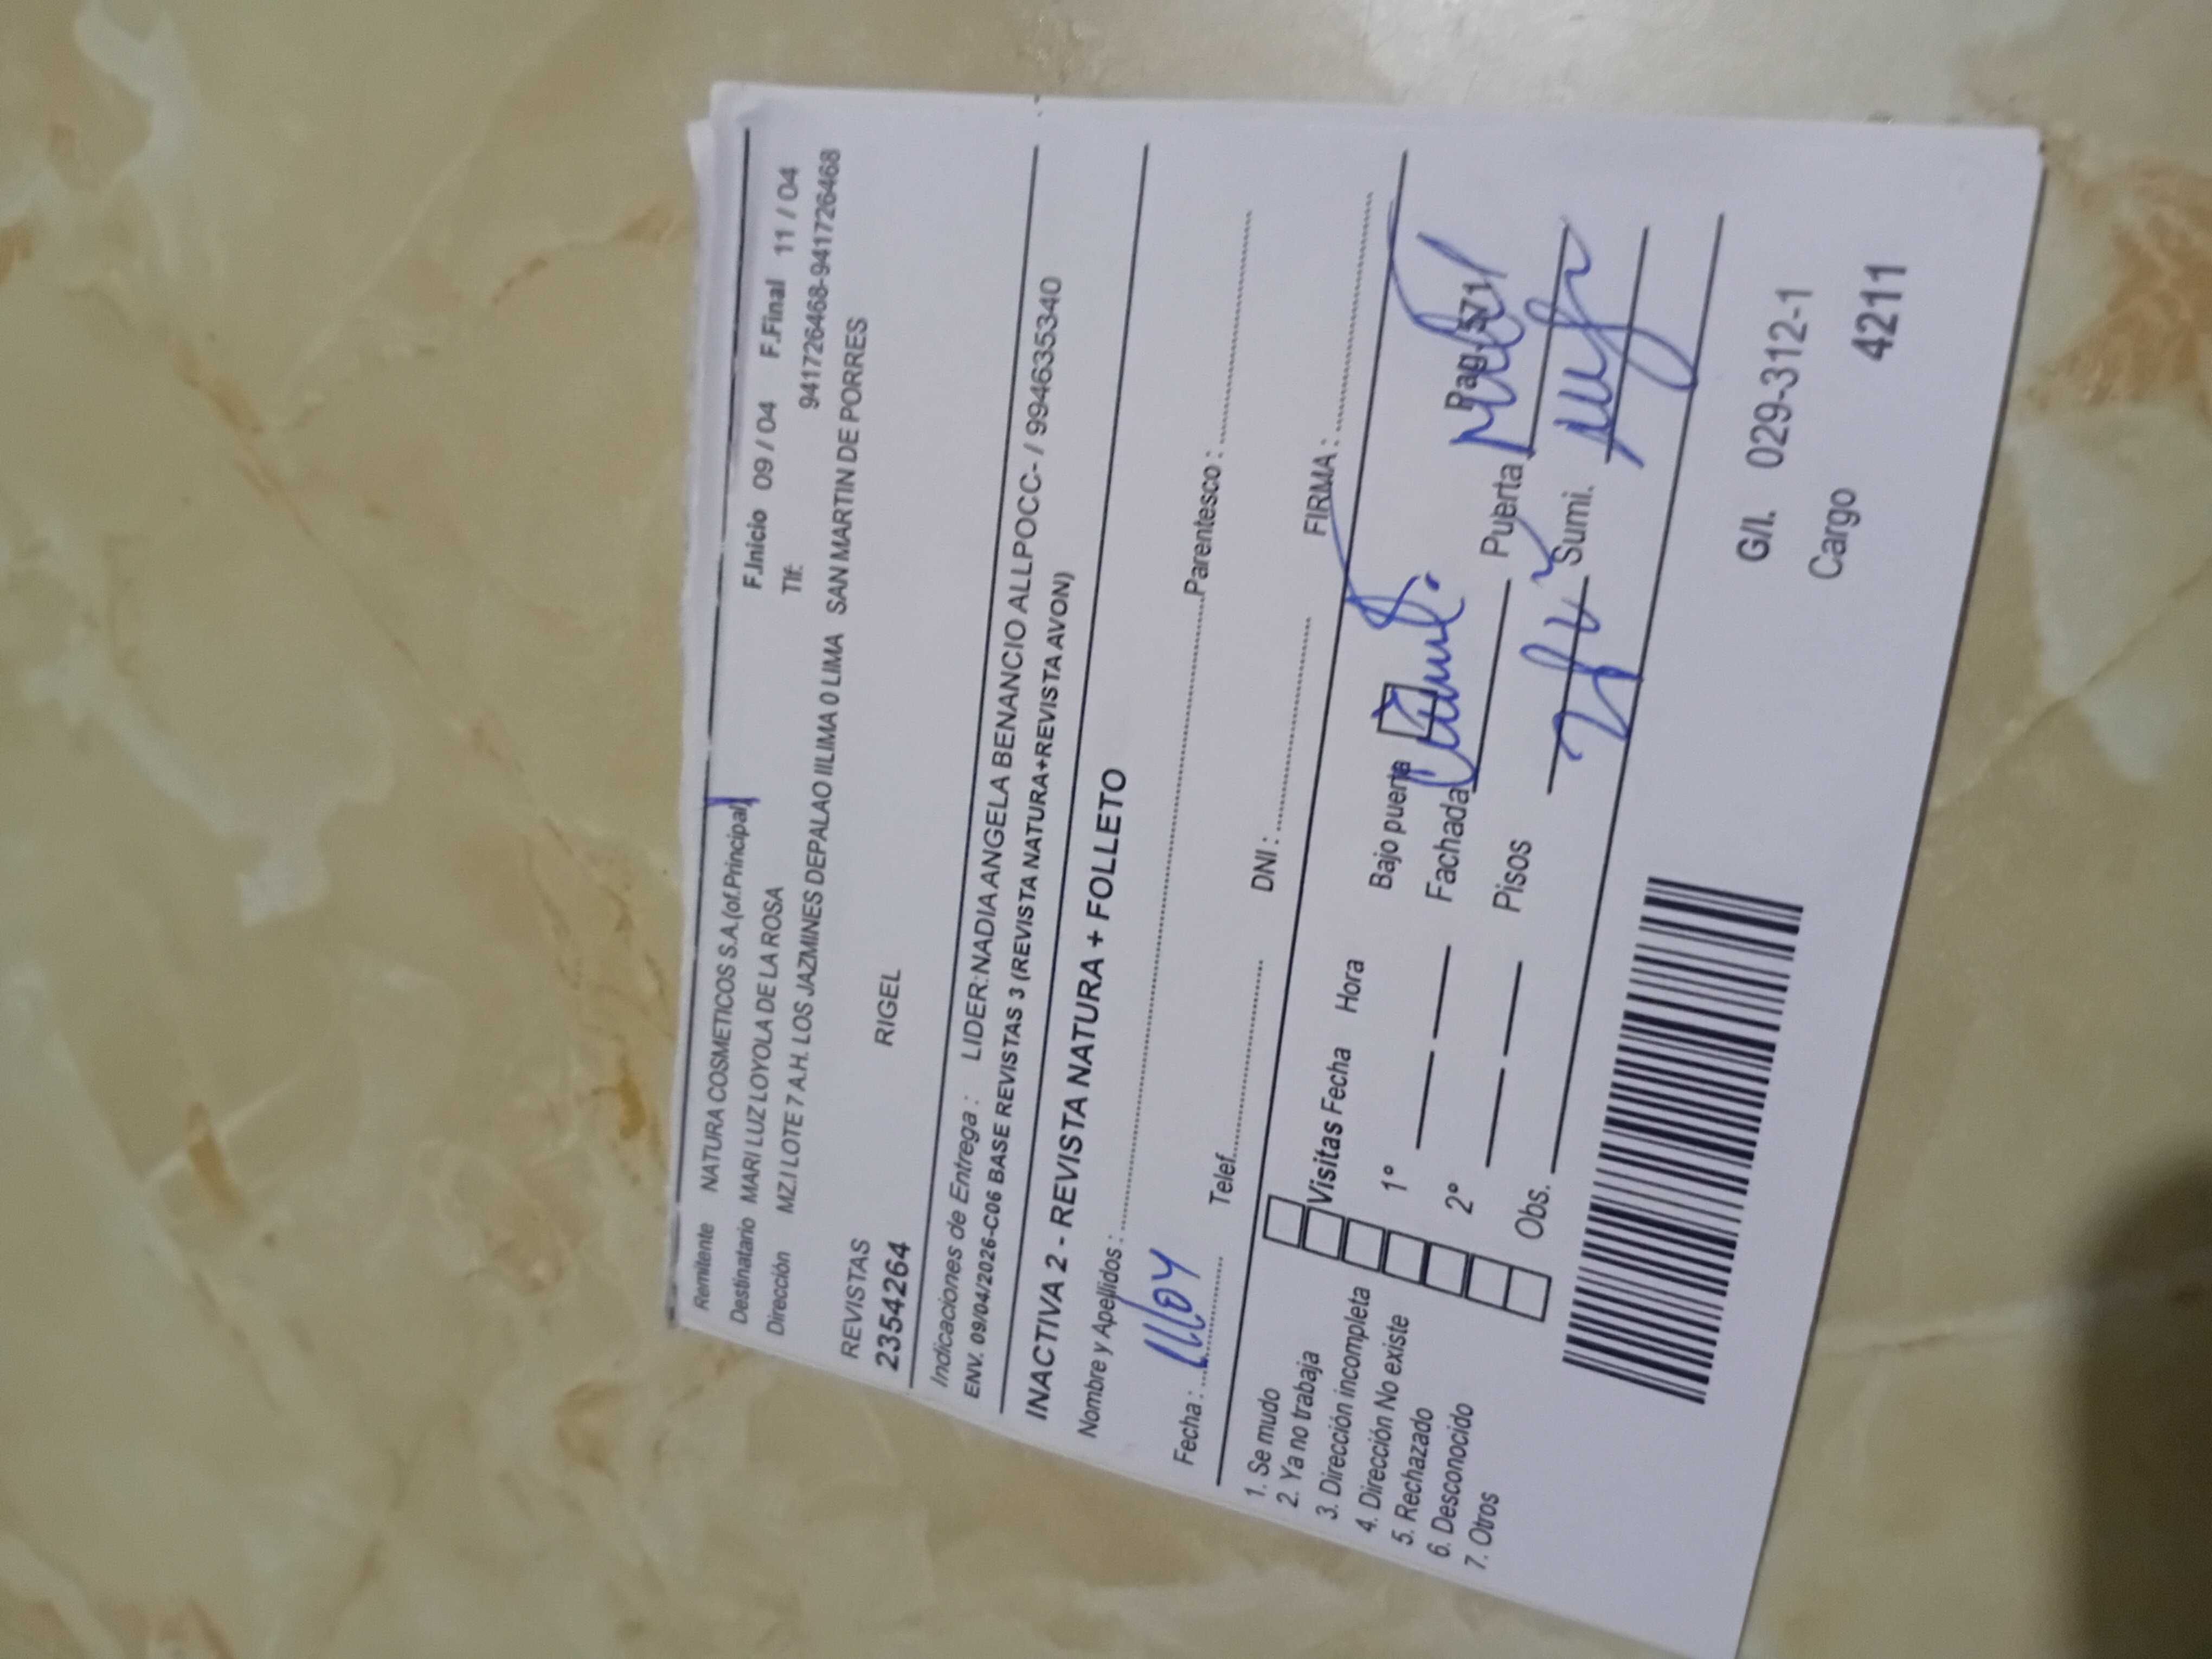 Remitente NATURA COSMETICOS S.A.(of.Principal) F.Inicio 09 / 04 F.Final 11 / 04
Destinatario MARI LUZ LOYOLA DE LA ROSA Tlf: 941726468-941726468
Dirección MZ.I LOTE 7 A.H. LOS JAZMINES DEPALAO IILIMA 0 LIMA SAN MARTIN DE PORRES
REVISTAS RIGEL
2354264
Indicaciones de Entrega : LIDER:NADIA ANGELA BENANCIO ALLPOCC- / 994635340
ENV. 09/04/2026-C06 BASE REVISTAS 3 (REVISTA NATURA+REVISTA AVON)
INACTIVA 2 - REVISTA NATURA + FOLLETO
Nombre y Apellidos : Parentesco :
Fecha : Telef. DNI : FIRMA :
1. Se mudo
2. Ya no trabaja
3. Dirección incompleta
4. Dirección No existe
5. Rechazado
6. Desconocido
7. Otros
Visitas Fecha Hora Bajo puerta Pag. 571
1º Fachada Puerta
2º Pisos Sumi.
Obs.
G/I. 029-312-1
Cargo 4211